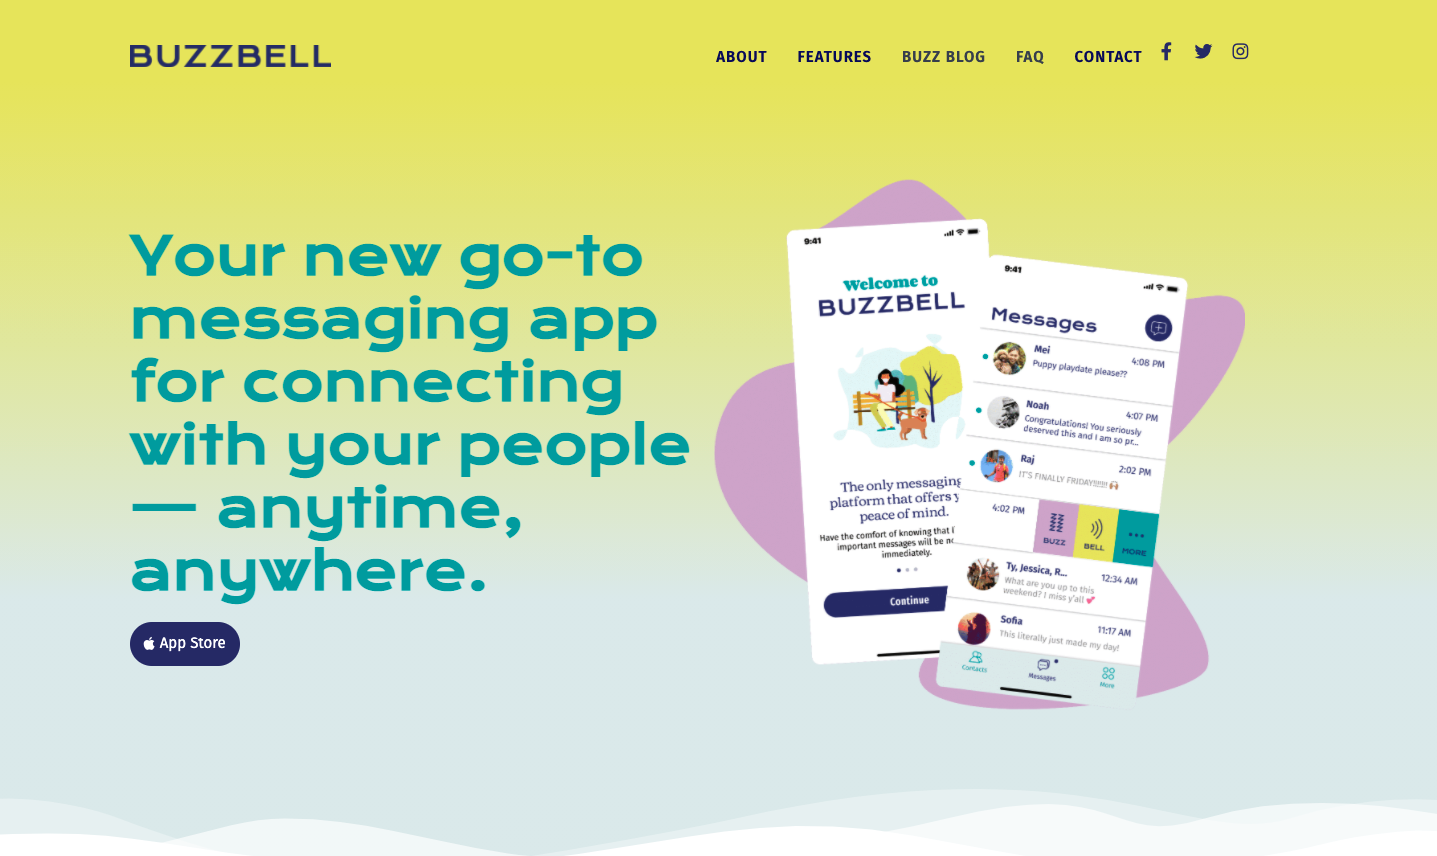 BUZZBELL
ABOUT FEATURES BUZZ BLOG FAQ CONTACT
Your new go-to
messaging app
for connecting
with your people
— anytime,
anywhere.
App Store
9:41
Welcome to
BUZZBELL
The only messaging
platform that offers
peace of mind.
Have the comfort of knowing that
important messages will be
immediately.
Continue
9:41
Messages
Mei 4:08 PM
Puppy playdate please??
Noah 4:07 PM
Congratulations! You seriously
deserved this and I am so pr...
Raj 2:02 PM
IT'S FINALLY FRIDAY!!!!!! 🙌🏽
4:02 PM
BUZZ BELL MORE
Ty, Jessica, R... 12:34 AM
What are you up to this
weekend? I miss y'all 💕
Sofia 11:17 AM
This literally just made my day!
Contacts Messages More